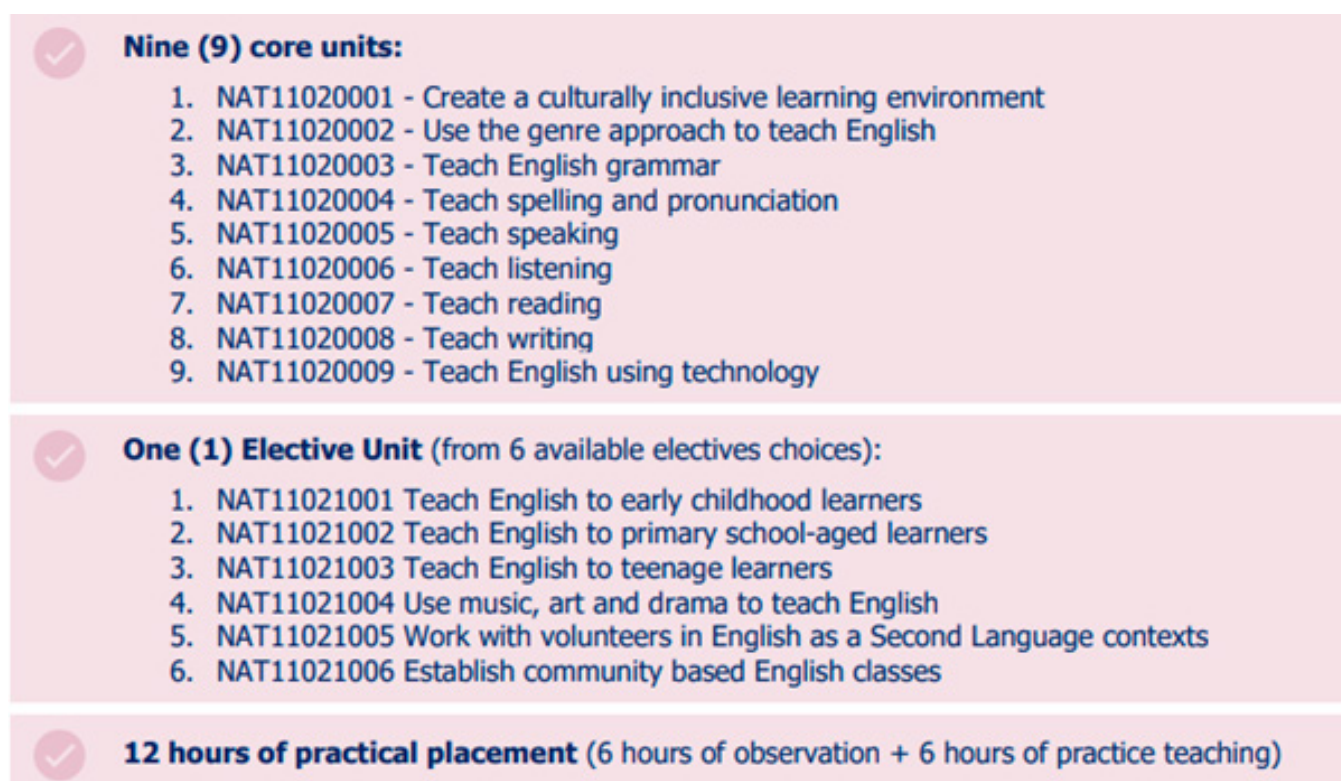 Nine (9) core units:
1. NAT11020001 - Create a culturally inclusive learning environment
2. NAT11020002 - Use the genre approach to teach English
3. NAT11020003 - Teach English grammar
4. NAT11020004 - Teach spelling and pronunciation
5. NAT11020005 - Teach speaking
6. NAT11020006 - Teach listening
7. NAT11020007 - Teach reading
8. NAT11020008 - Teach writing
9. NAT11020009 - Teach English using technology
One (1) Elective Unit (from 6 available electives choices):
1. NAT11021001 Teach English to early childhood learners
2. NAT11021002 Teach English to primary school-aged learners
3. NAT11021003 Teach English to teenage learners
4. NAT11021004 Use music, art and drama to teach English
5. NAT11021005 Work with volunteers in English as a Second Language contexts
6. NAT11021006 Establish community based English classes
12 hours of practical placement (6 hours of observation + 6 hours of practice teaching)